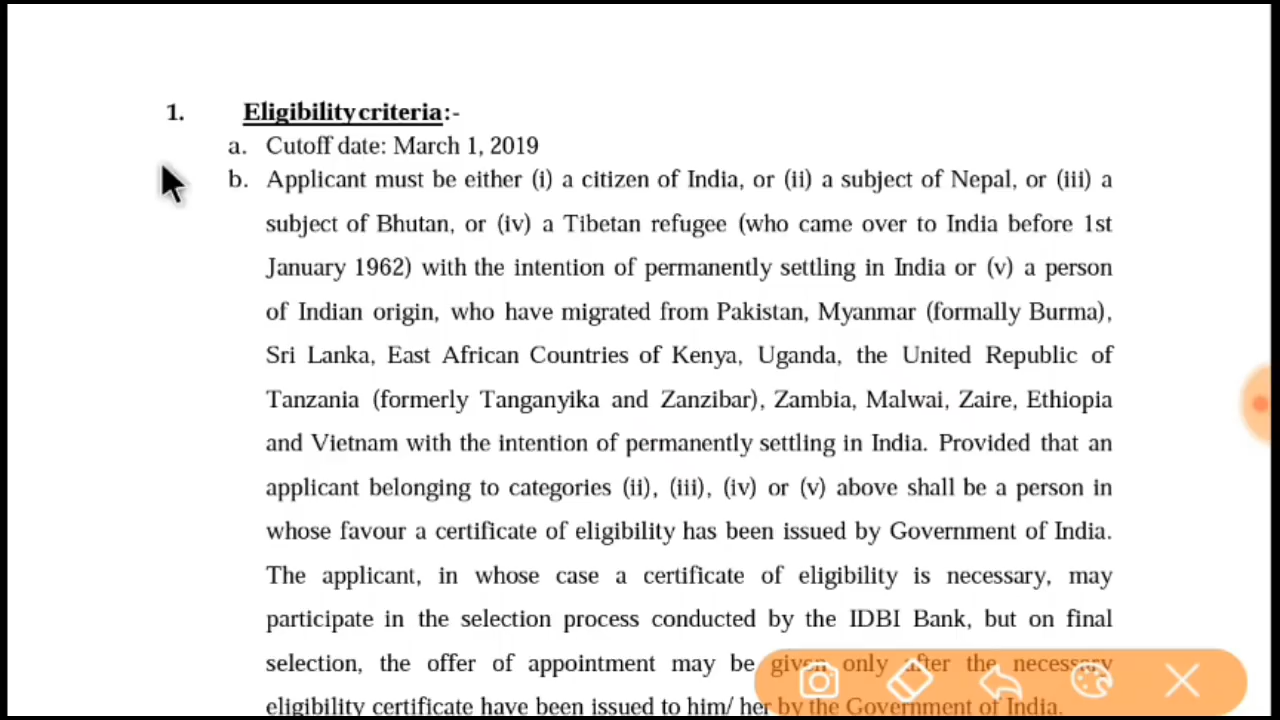 1. Eligibility criteria:-
a. Cutoff date: March 1, 2019
b. Applicant must be either (i) a citizen of India, or (ii) a subject of Nepal, or (iii) a
subject of Bhutan, or (iv) a Tibetan refugee (who came over to India before 1st
January 1962) with the intention of permanently settling in India or (v) a person
of Indian origin, who have migrated from Pakistan, Myanmar (formally Burma),
Sri Lanka, East African Countries of Kenya, Uganda, the United Republic of
Tanzania (formerly Tanganyika and Zanzibar), Zambia, Malwai, Zaire, Ethiopia
and Vietnam with the intention of permanently settling in India. Provided that an
applicant belonging to categories (ii), (iii), (iv) or (v) above shall be a person in
whose favour a certificate of eligibility has been issued by Government of India.
The applicant, in whose case a certificate of eligibility is necessary, may
participate in the selection process conducted by the IDBI Bank, but on final
selection, the offer of appointment may be given only after the necessary
eligibility certificate have been issued to him/ her by the Government of India.